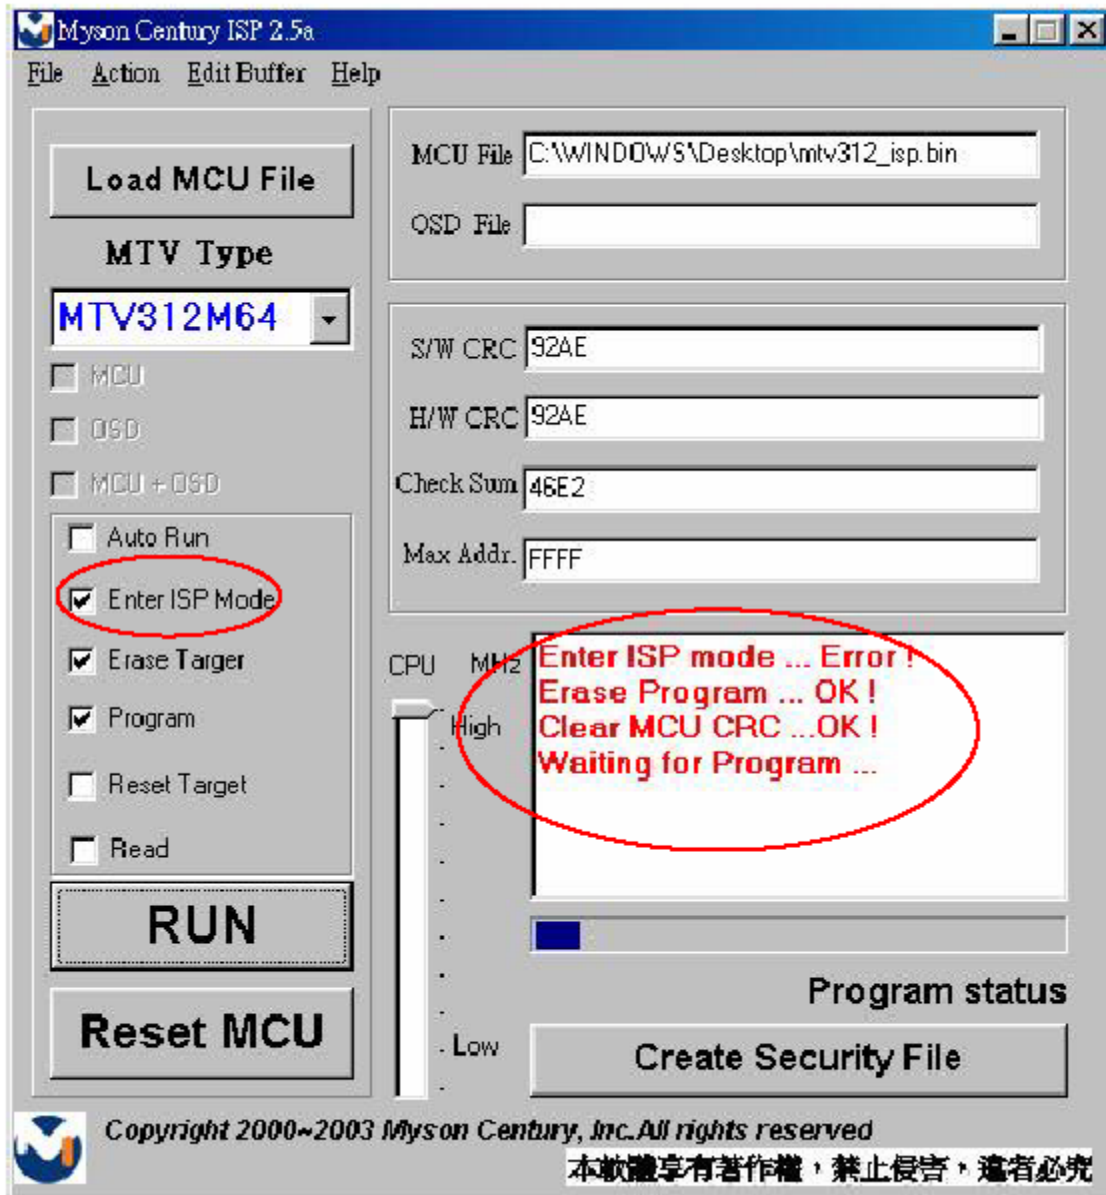 Myson Century ISP 2.5a
File Action Edit Buffer Help
Load MCU File
MTV Type
MTV312M64
MCU
OSD
MCU + OSD
Auto Run
Enter ISP Mode
Erase Targer
Program
Reset Target
Read
RUN
Reset MCU
MCU File C:\WINDOWS\Desktop\mtv312_isp.bin
OSD File
S/W CRC 92AE
H/W CRC 92AE
Check Sum 46E2
Max Addr. FFFF
CPU MHz
High
Low
Enter ISP mode ... Error !
Erase Program ... OK !
Clear MCU CRC ...OK !
Waiting for Program ...
Program status
Create Security File
Copyright 2000~2003 Myson Century, Inc.All rights reserved
本軟體享有著作權,禁止侵害,違者必究